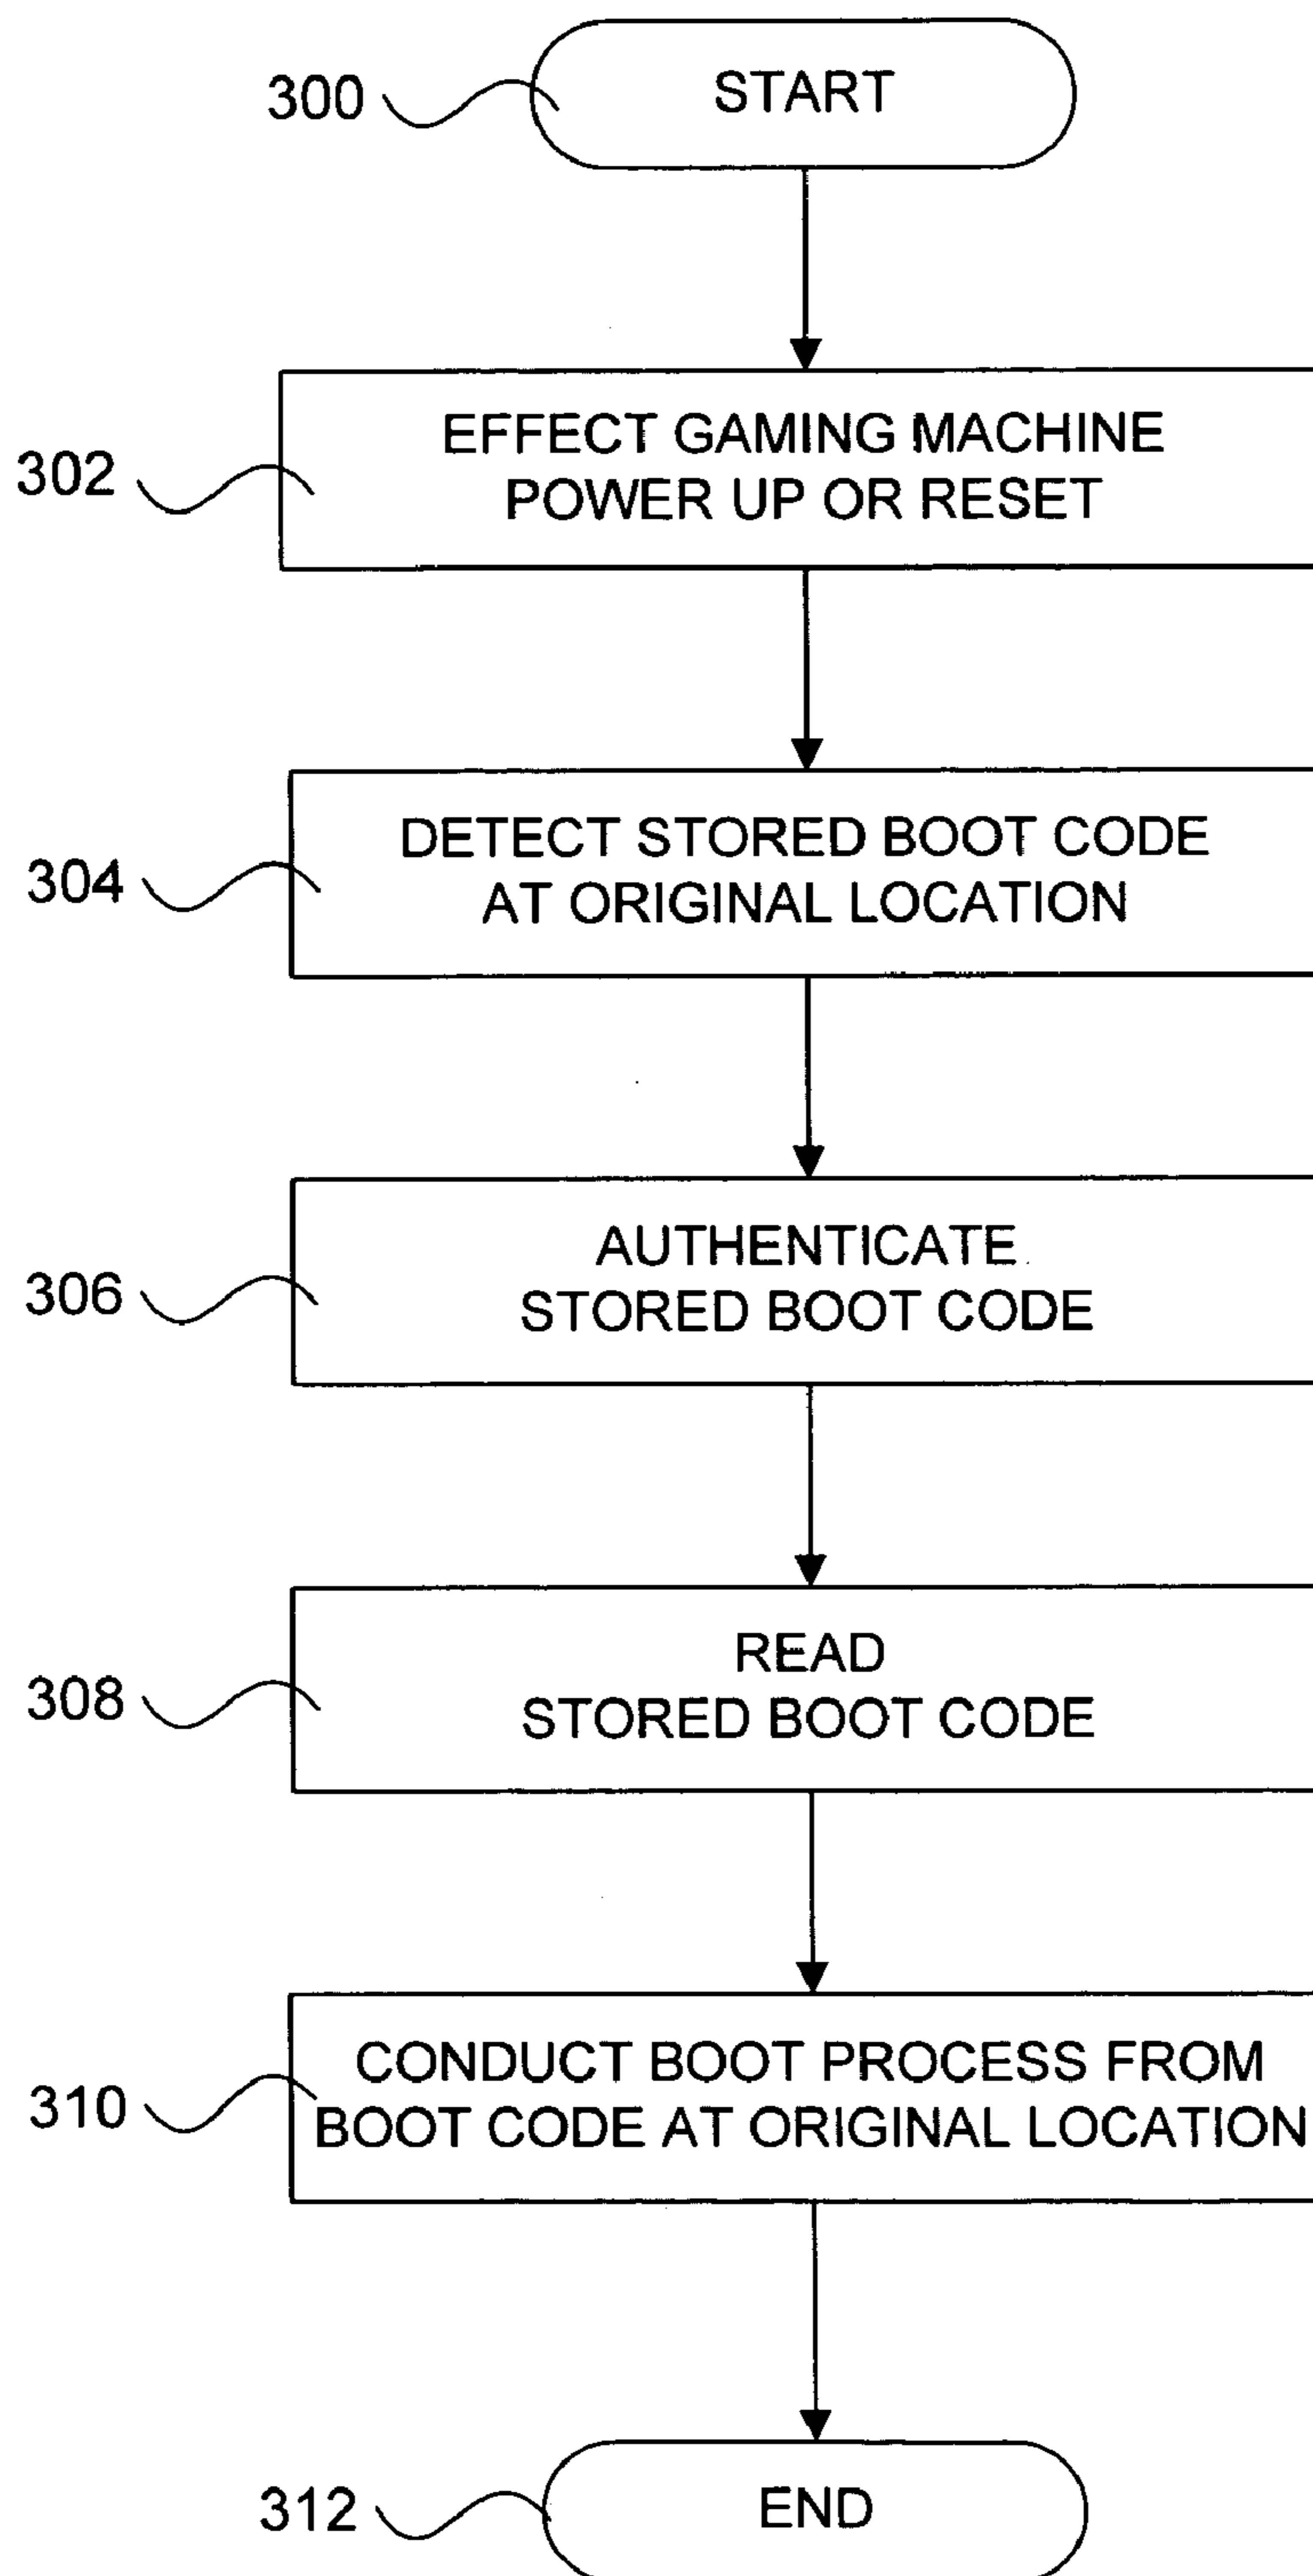 300
START
302
EFFECT GAMING MACHINE
POWER UP OR RESET
304
DETECT STORED BOOT CODE
AT ORIGINAL LOCATION
306
AUTHENTICATE
STORED BOOT CODE
308
READ
STORED BOOT CODE
310
CONDUCT BOOT PROCESS FROM
BOOT CODE AT ORIGINAL LOCATION
312
END